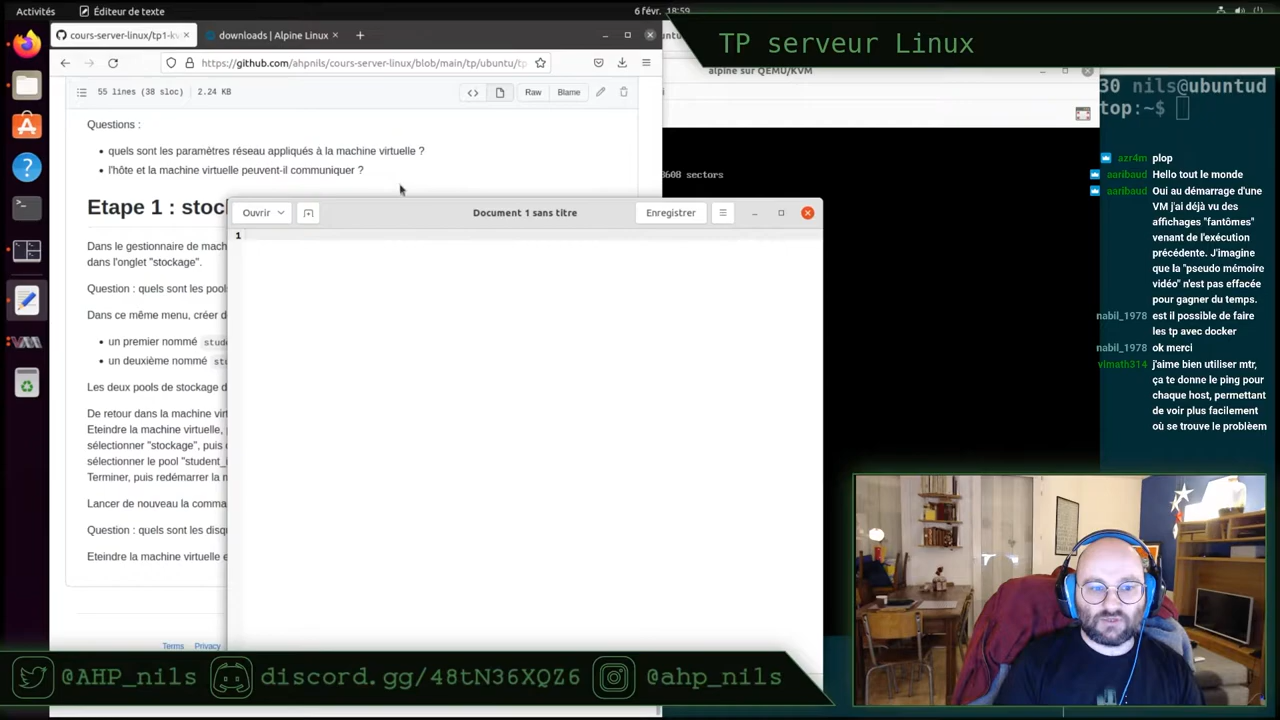 Activités
Éditeur de texte
6 févr. 18:59
cours-server-linux/tp1-kv
downloads | Alpine Linux
https://github.com/ahpnils/cours-server-linux/blob/main/tp/ubuntu/tp
55 lines (38 sloc)
2.24 KB
Raw
Blame
Questions :
quels sont les paramètres réseau appliqués à la machine virtuelle ?
l'hôte et la machine virtuelle peuvent-il communiquer ?
Etape 1 : stoc
Dans le gestionnaire de mach
dans l'onglet "stockage".
Question : quels sont les pools
Dans ce même menu, créer de
un premier nommé stude
un deuxième nommé stu
Les deux pools de stockage d
De retour dans la machine virt
Eteindre la machine virtuelle, p
sélectionner "stockage", puis c
sélectionner le pool "student_i
Terminer, puis redémarrer la m
Lancer de nouveau la comma
Question : quels sont les disqu
Eteindre la machine virtuelle e
Terms
Privacy
Ouvrir
Document 1 sans titre
Enregistrer
1
alpine sur QEMU/KVM
3608 sectors
TP serveur Linux
30 nils@ubuntud
top:~$
azr4m plop
aaribaud Hello tout le monde
aaribaud Oui au démarrage d'une
VM j'ai déjà vu des
affichages "fantômes"
venant de l'exécution
précédente. J'imagine
que la "pseudo mémoire
vidéo" n'est pas effacée
pour gagner du temps.
nabil_1978 est il possible de faire
les tp avec docker
nabil_1978 ok merci
vlmath314 j'aime bien utiliser mtr,
ça te donne le ping pour
chaque host, permettant
de voir plus facilement
où se trouve le problèem
@AHP_nils
discord.gg/48tN36XQZ6
@ahp_nils